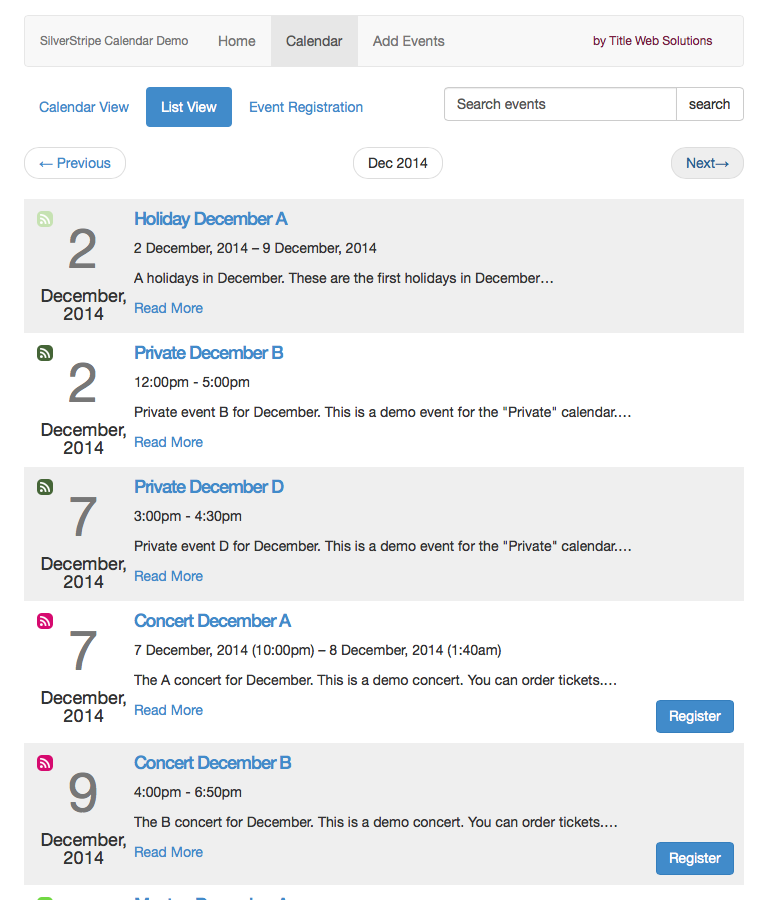 SilverStripe Calendar Demo Home Calendar Add Events by Title Web Solutions
Calendar View List View Event Registration Search events search
← Previous Dec 2014 Next→
2
December,
2014
Holiday December A
2 December, 2014 – 9 December, 2014
A holidays in December. These are the first holidays in December…
Read More
2
December,
2014
Private December B
12:00pm - 5:00pm
Private event B for December. This is a demo event for the "Private" calendar.…
Read More
7
December,
2014
Private December D
3:00pm - 4:30pm
Private event D for December. This is a demo event for the "Private" calendar.…
Read More
7
December,
2014
Concert December A
7 December, 2014 (10:00pm) – 8 December, 2014 (1:40am)
The A concert for December. This is a demo concert. You can order tickets.…
Read More
Register
9
December,
2014
Concert December B
4:00pm - 6:50pm
The B concert for December. This is a demo concert. You can order tickets.…
Read More
Register